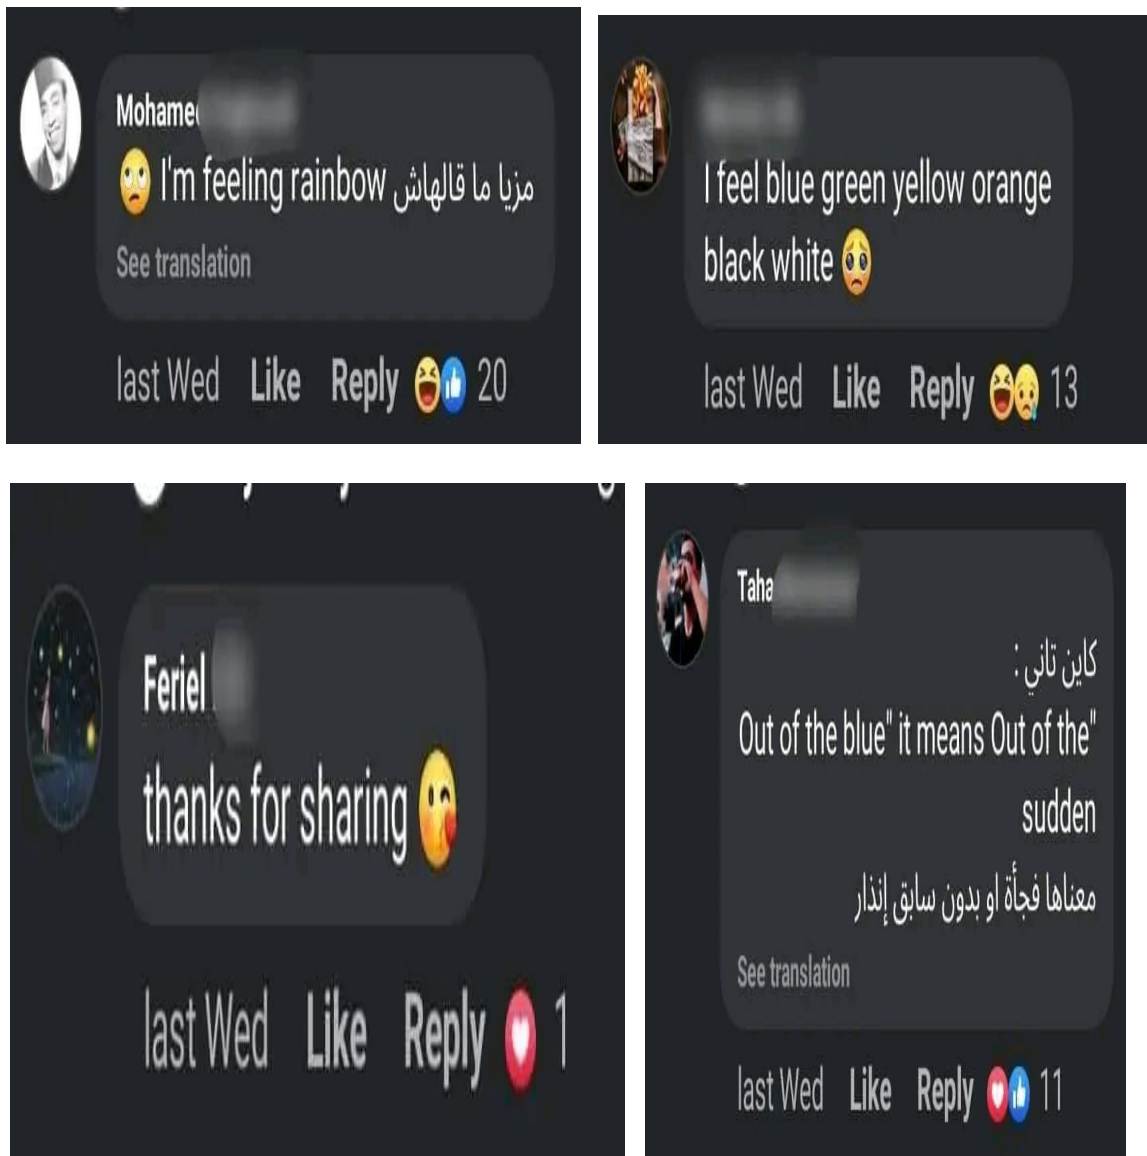 Mohame
🙄 I'm feeling rainbow مزيا ما قالهاش
See translation
last Wed Like Reply 20
I feel blue green yellow orange
black white 😢
last Wed Like Reply 13
Feriel
thanks for sharing 😘
last Wed Like Reply 1
Taha
كاين تاني :
Out of the blue" it means Out of the"
sudden
معناها فجأة او بدون سابق إنذار
See translation
last Wed Like Reply 11